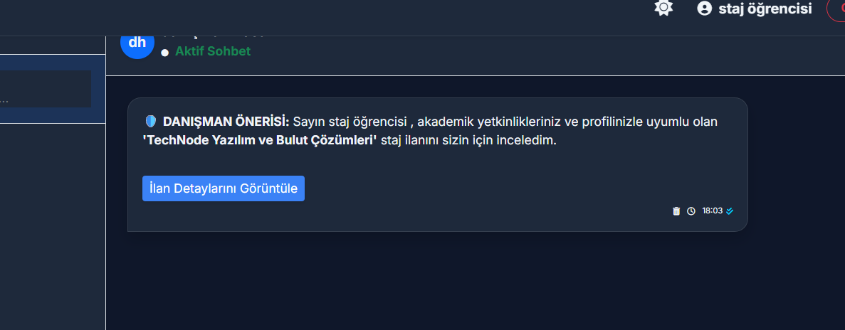 staj öğrencisi
dh
Aktif Sohbet
...
DANIŞMAN ÖNERİSİ: Sayın staj öğrencisi , akademik yetkinlikleriniz ve profilinizle uyumlu olan
'TechNode Yazılım ve Bulut Çözümleri' staj ilanını sizin için inceledim.
İlan Detaylarını Görüntüle
18:03